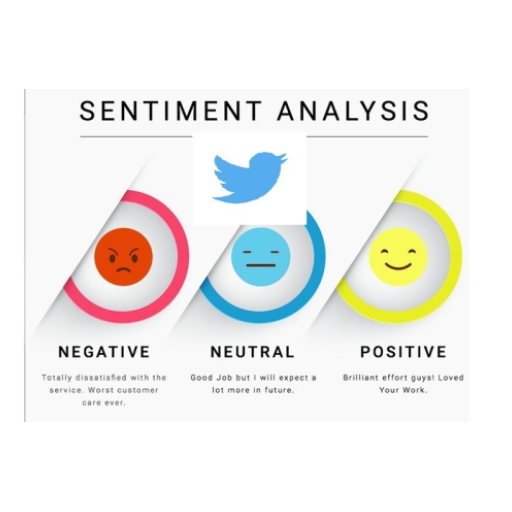 SENTIMENT ANALYSIS
NEGATIVE
Totally dissatisfied with the
service. Worst customer
care ever.
NEUTRAL
Good Job but I will expect a
lot more in future.
POSITIVE
Brilliant effort guys! Loved
Your Work.